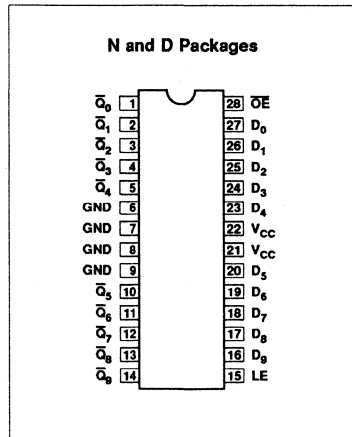 N and D Packages
Q̅0 1 28 O̅E̅
Q̅1 2 27 D0
Q̅2 3 26 D1
Q̅3 4 25 D2
Q̅4 5 24 D3
GND 6 23 D4
GND 7 22 VCC
GND 8 21 VCC
GND 9 20 D5
Q̅5 10 19 D6
Q̅6 11 18 D7
Q̅7 12 17 D8
Q̅8 13 16 D9
Q̅9 14 15 LE